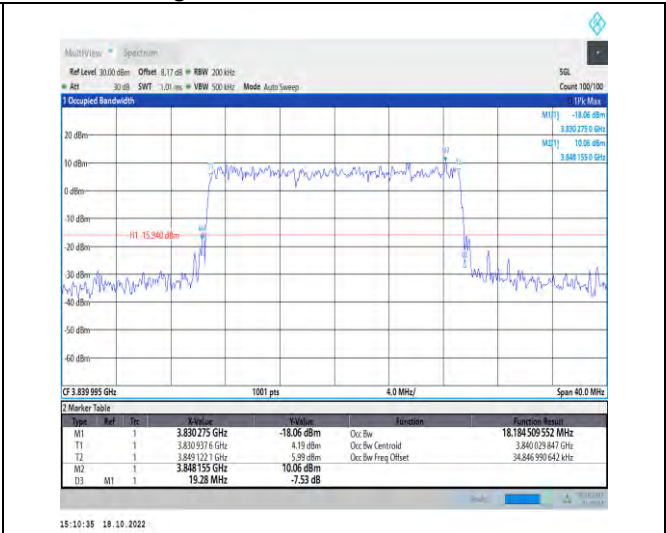 MultiView Spectrum
Ref Level 30.00 dBm Offset 8.17 dB RBW 200 kHz SGL
Att 30 dB SWT 1.01 ms VBW 500 kHz Mode Auto Sweep Count 100/100
1 Occupied Bandwidth 1Pk Max
M1[1] -18.06 dBm
3.830 275 0 GHz
20 dBm M2[1] 10.06 dBm
3.848 155 0 GHz
M2
10 dBm T1 T2
0 dBm
-10 dBm
H1 -15.940 dBm M1
-20 dBm
D3
-30 dBm
-40 dBm
-50 dBm
-60 dBm
CF 3.839 995 GHz 1001 pts 4.0 MHz/ Span 40.0 MHz
2 Marker Table
Type Ref Trc X-Value Y-Value Function Function Result
M1 1 3.830 275 GHz -18.06 dBm Occ Bw 18.184 509 552 MHz
T1 1 3.830 937 6 GHz 4.19 dBm Occ Bw Centroid 3.840 029 847 GHz
T2 1 3.849 122 1 GHz 5.99 dBm Occ Bw Freq Offset 34.846 990 642 kHz
M2 1 3.848 155 GHz 10.06 dBm
D3 M1 1 19.28 MHz -7.53 dB
15:10:35 18.10.2022